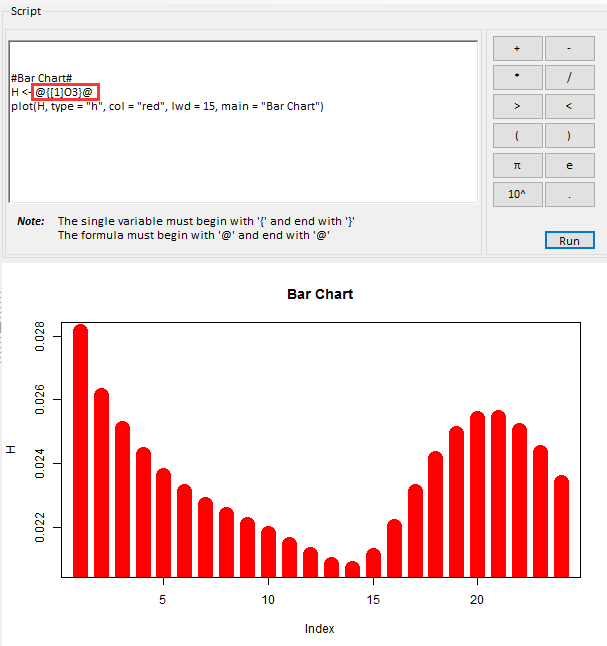 Script
#Bar Chart#
H <- @{[1]O3}@
plot(H, type = "h", col = "red", lwd = 15, main = "Bar Chart")
+ -
* /
> <
( )
π e
10^ .
Note: The single variable must begin with '{' and end with '}'
The formula must begin with '@' and end with '@'
Run
Bar Chart
H
0.028
0.026
0.024
0.022
5 10 15 20
Index